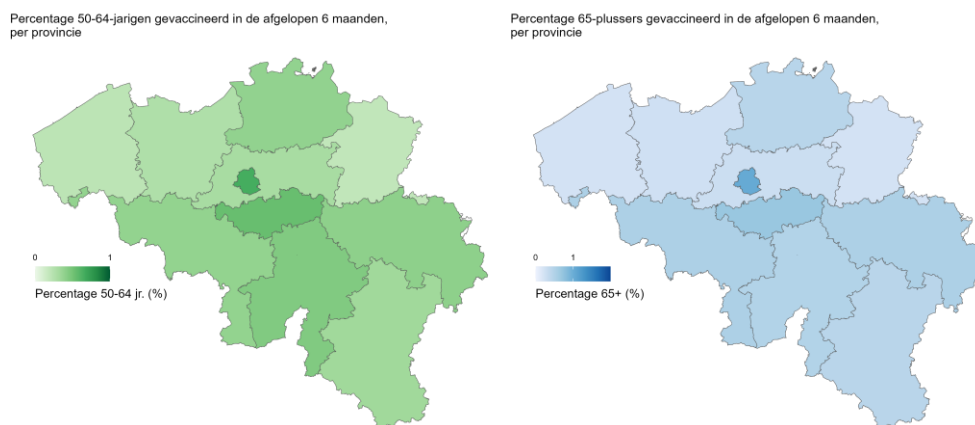 Percentage 50-64-jarigen gevaccineerd in de afgelopen 6 maanden,
per provincie
0 1
Percentage 50-64 jr. (%)
Percentage 65-plussers gevaccineerd in de afgelopen 6 maanden,
per provincie
0 1
Percentage 65+ (%)